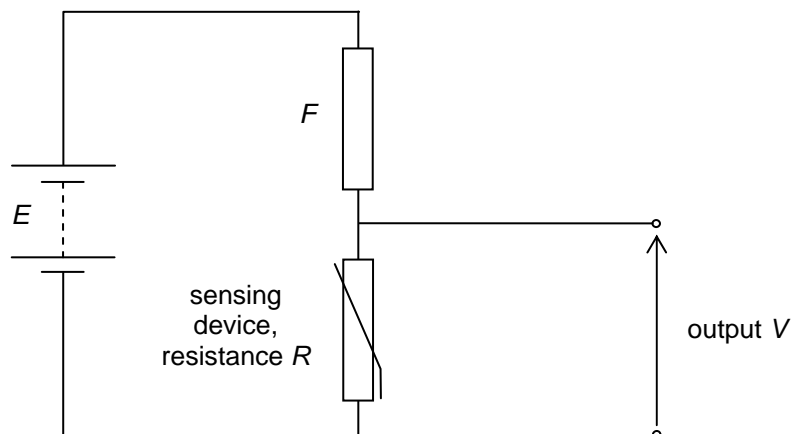 F
E
sensing
device,
resistance R
output V